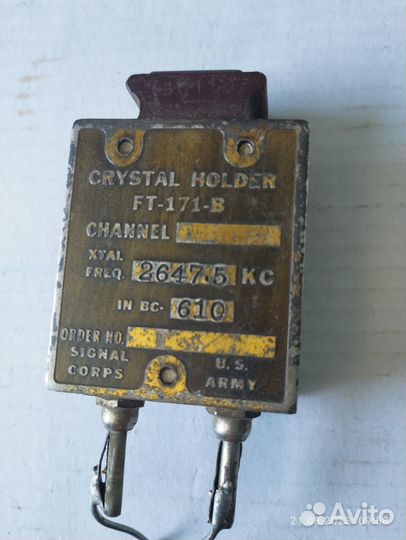 CRYSTAL HOLDER
FT-171-B
CHANNEL
XTAL
FREQ. 2647.5 KC
IN BC- 610
ORDER NO.
SIGNAL CORPS
U.S. ARMY
Avito